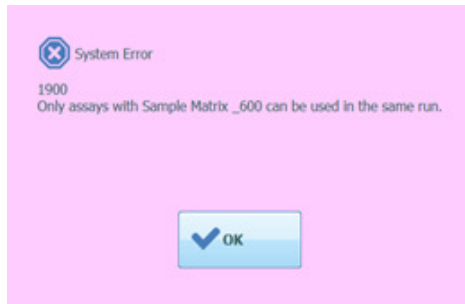 System Error
1900
Only assays with Sample Matrix _600 can be used in the same run.
OK